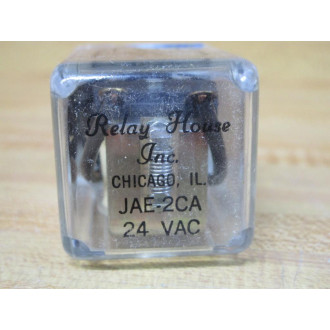 Relay House
Inc.
CHICAGO, IL.
JAE-2CA
24 VAC